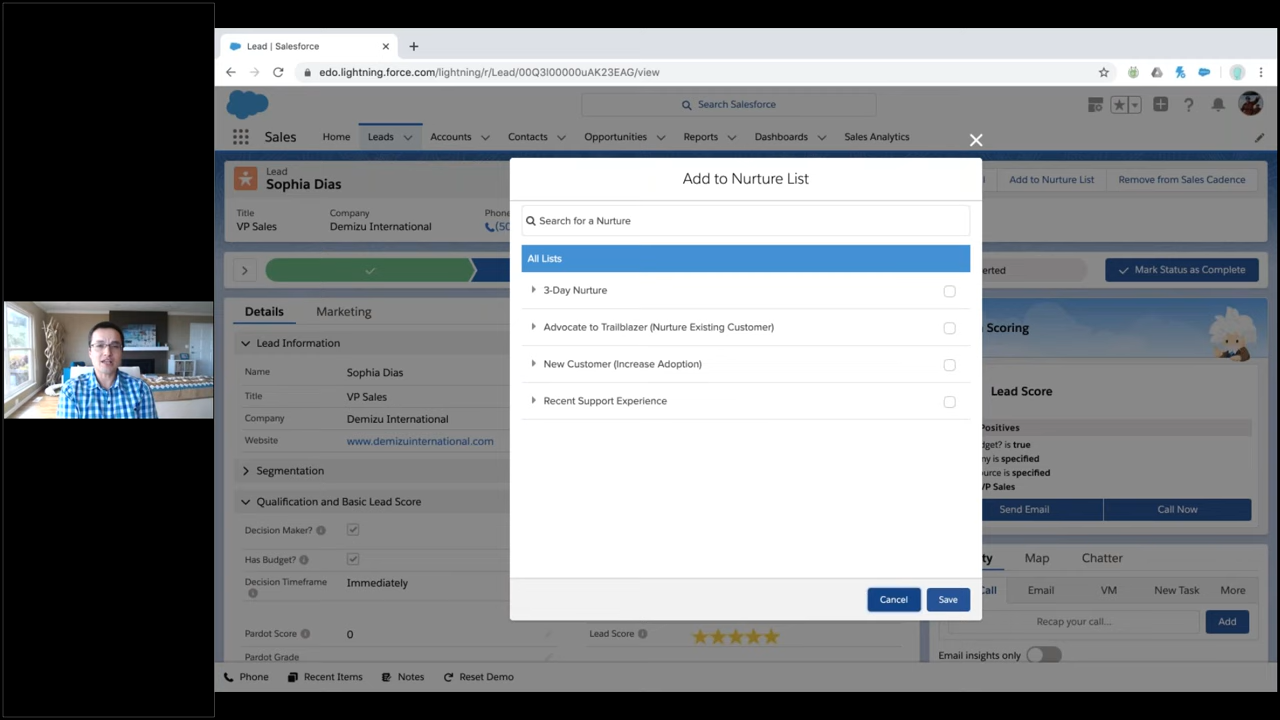 Lead | Salesforce
edo.lightning.force.com/lightning/r/Lead/00Q3I00000uAK23EAG/view
Search Salesforce
Sales Home Leads Accounts Contacts Opportunities Reports Dashboards Sales Analytics
Lead
Sophia Dias
Add to Nurture List Remove from Sales Cadence
Title Company Phone
VP Sales Demizu International (50
erted Mark Status as Complete
Add to Nurture List
Search for a Nurture
All Lists
3-Day Nurture
Advocate to Trailblazer (Nurture Existing Customer)
New Customer (Increase Adoption)
Recent Support Experience
Cancel Save
Details Marketing
Lead Information
Name Sophia Dias
Title VP Sales
Company Demizu International
Website www.demizuinternational.com
Segmentation
Qualification and Basic Lead Score
Decision Maker?
Has Budget?
Decision Timeframe Immediately
Pardot Score 0 Lead Score
Pardot Grade
Scoring
Lead Score
Positives
dget? is true
ny is specified
ource is specified
VP Sales
Send Email Call Now
ty Map Chatter
Call Email VM New Task More
Recap your call... Add
Email insights only
Phone Recent Items Notes Reset Demo